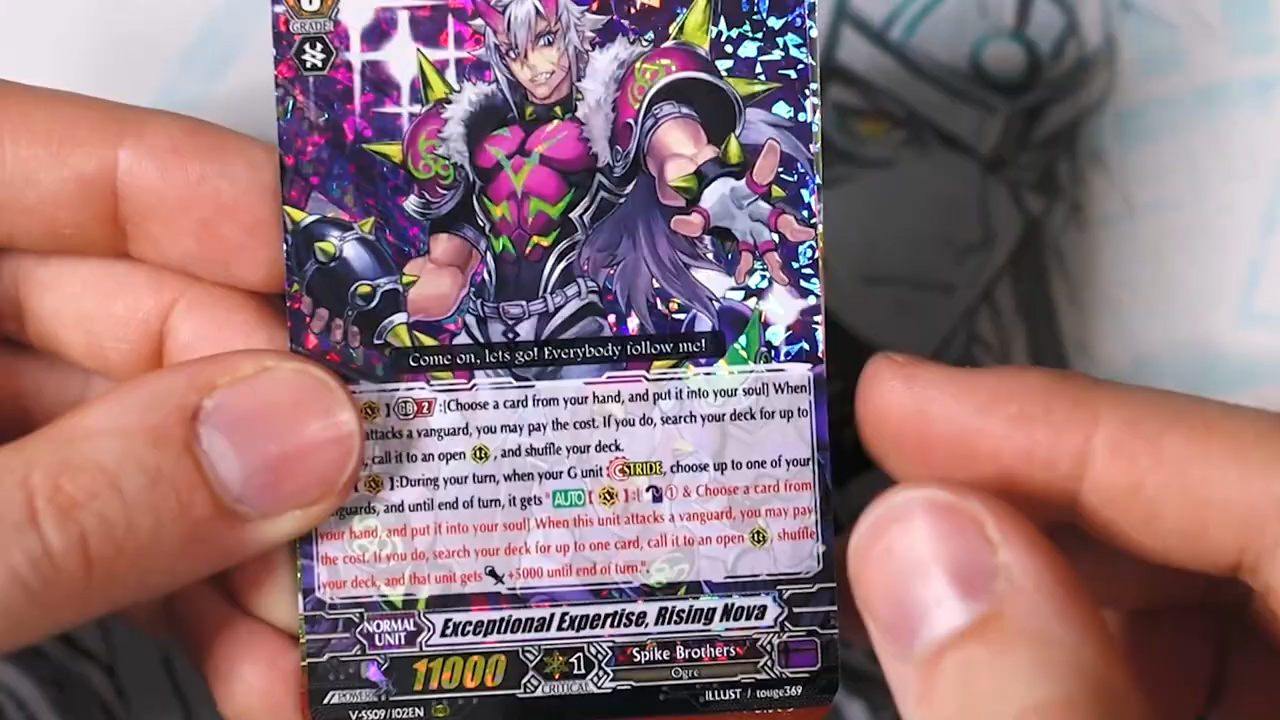 GRADE
Come on, lets go! Everybody follow me!
] GB 2 :[Choose a card from your hand, and put it into your soul] When
attacks a vanguard, you may pay the cost. If you do, search your deck for up to
, call it to an open R, and shuffle your deck.
[ ]:During your turn, when your G unit STRIDE, choose up to one of your
guards, and until end of turn, it gets "AUTO [ ]:[ ① & Choose a card from
your hand, and put it into your soul] When this unit attacks a vanguard, you may pay
the cost. If you do, search your deck for up to one card, call it to an open R, shuffle
your deck, and that unit gets +5000 until end of turn.".
NORMAL UNIT
Exceptional Expertise, Rising Nova
POWER 11000
1
CRITICAL
Spike Brothers
Ogre
V-SS09/102EN
ILLUST / touge369